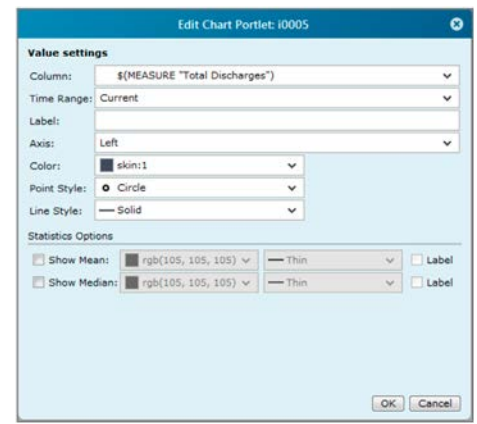 Edit Chart Portlet: i0005
Value settings
Column: $(MEASURE "Total Discharges")
Time Range: Current
Label:
Axis: Left
Color: skin:1
Point Style: Circle
Line Style: Solid
Statistics Options
Show Mean: rgb(105, 105, 105) Thin Label
Show Median: rgb(105, 105, 105) Thin Label
OK Cancel